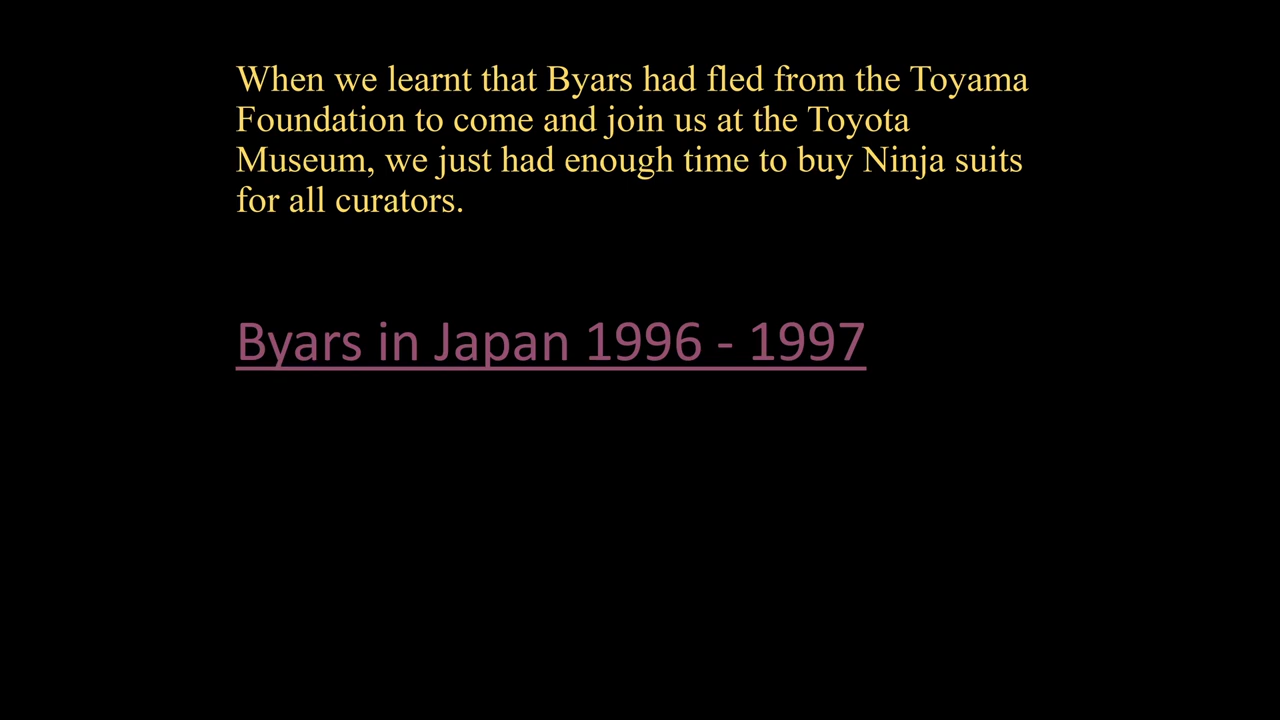 When we learnt that Byars had fled from the Toyama
Foundation to come and join us at the Toyota
Museum, we just had enough time to buy Ninja suits
for all curators.
Byars in Japan 1996 - 1997